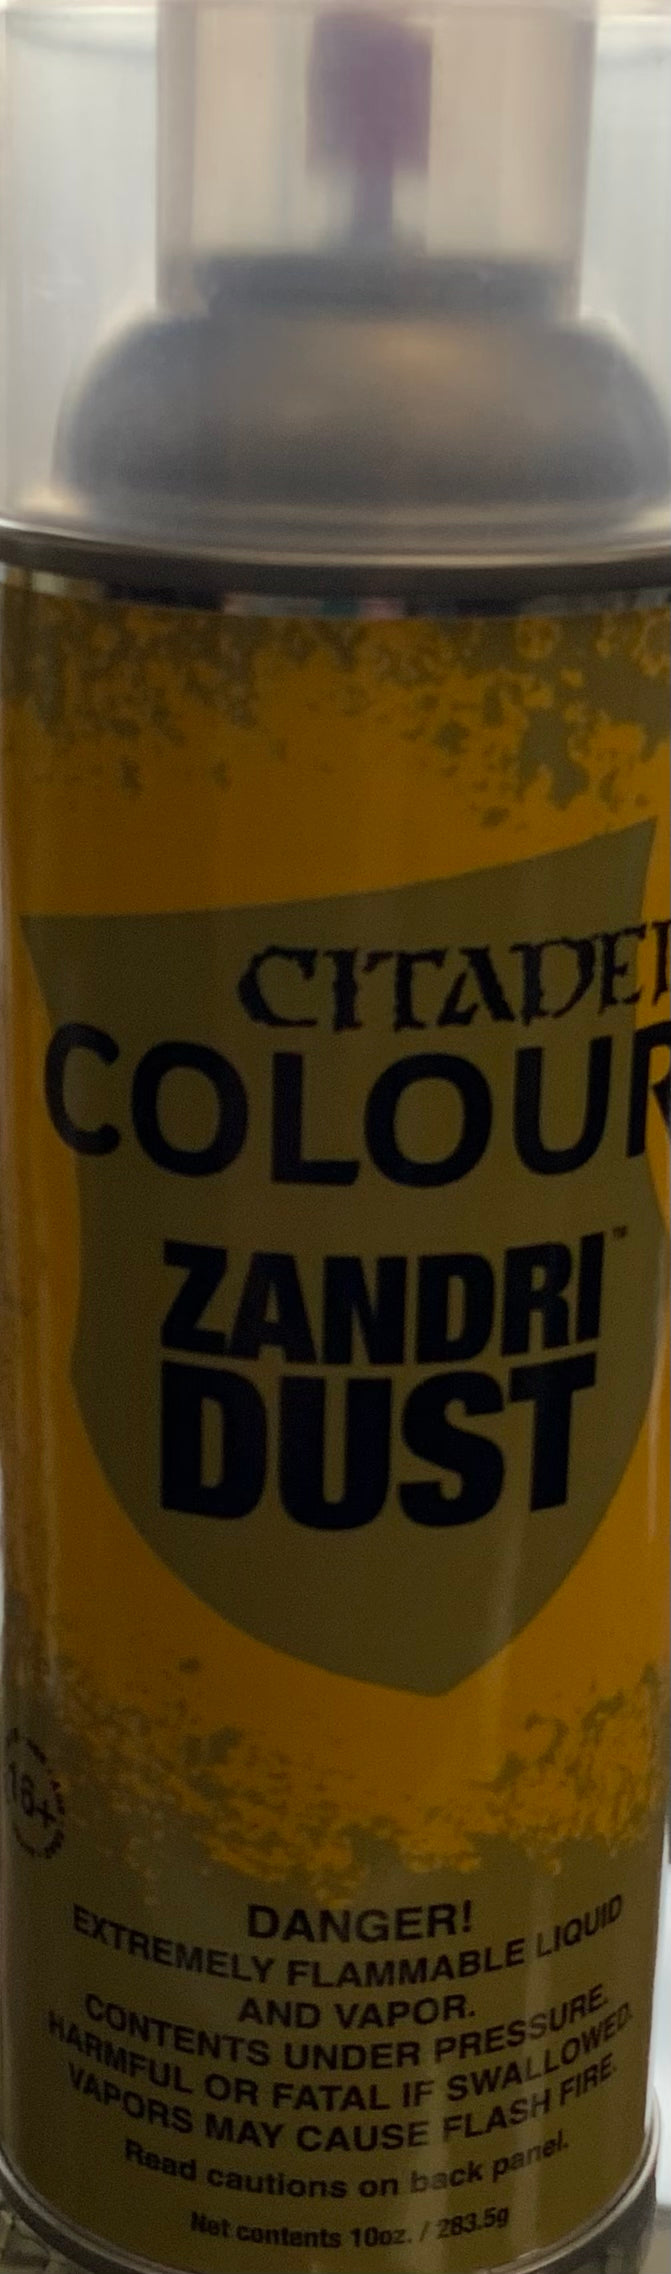 CITADEL
COLOUR
ZANDRI™
DUST
16+
DANGER!
EXTREMELY FLAMMABLE LIQUID
AND VAPOR.
CONTENTS UNDER PRESSURE.
HARMFUL OR FATAL IF SWALLOWED.
VAPORS MAY CAUSE FLASH FIRE.
Read cautions on back panel.
Net contents 10oz. / 283.5g